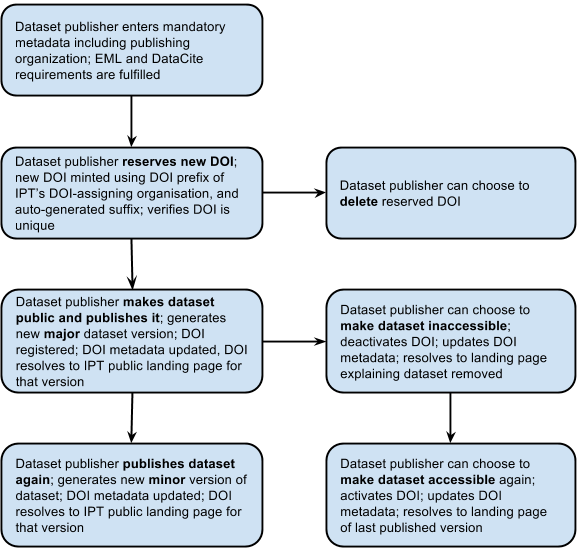 Dataset publisher enters mandatory
metadata including publishing
organization; EML and DataCite
requirements are fulfilled
Dataset publisher reserves new DOI;
new DOI minted using DOI prefix of
IPT's DOI-assigning organisation, and
auto-generated suffix; verifies DOI is
unique
Dataset publisher can choose to
delete reserved DOI
Dataset publisher makes dataset
public and publishes it; generates
new major dataset version; DOI
registered; DOI metadata updated, DOI
resolves to IPT public landing page for
that version
Dataset publisher can choose to
make dataset inaccessible;
deactivates DOI; updates DOI
metadata; resolves to landing page
explaining dataset removed
Dataset publisher publishes dataset
again; generates new minor version of
dataset; DOI metadata updated; DOI
resolves to IPT public landing page for
that version
Dataset publisher can choose to
make dataset accessible again;
activates DOI; updates DOI
metadata; resolves to landing page
of last published version